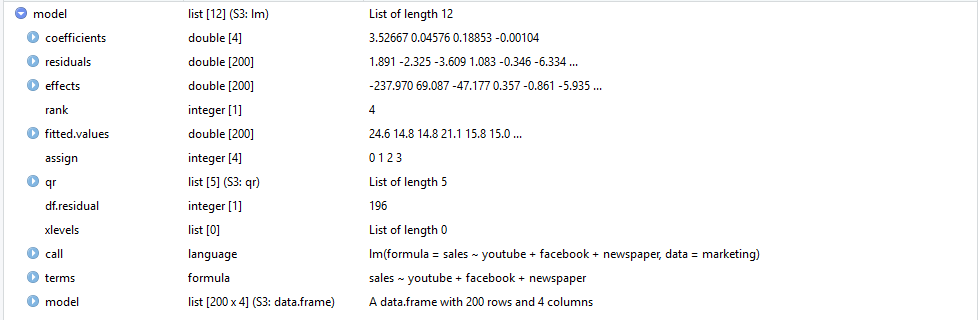 model list [12] (S3: lm) List of length 12
coefficients double [4] 3.52667 0.04576 0.18853 -0.00104
residuals double [200] 1.891 -2.325 -3.609 1.083 -0.346 -6.334 ...
effects double [200] -237.970 69.087 -47.177 0.357 -0.861 -5.935 ...
rank integer [1] 4
fitted.values double [200] 24.6 14.8 14.8 21.1 15.8 15.0 ...
assign integer [4] 0 1 2 3
qr list [5] (S3: qr) List of length 5
df.residual integer [1] 196
xlevels list [0] List of length 0
call language lm(formula = sales ~ youtube + facebook + newspaper, data = marketing)
terms formula sales ~ youtube + facebook + newspaper
model list [200 x 4] (S3: data.frame) A data.frame with 200 rows and 4 columns